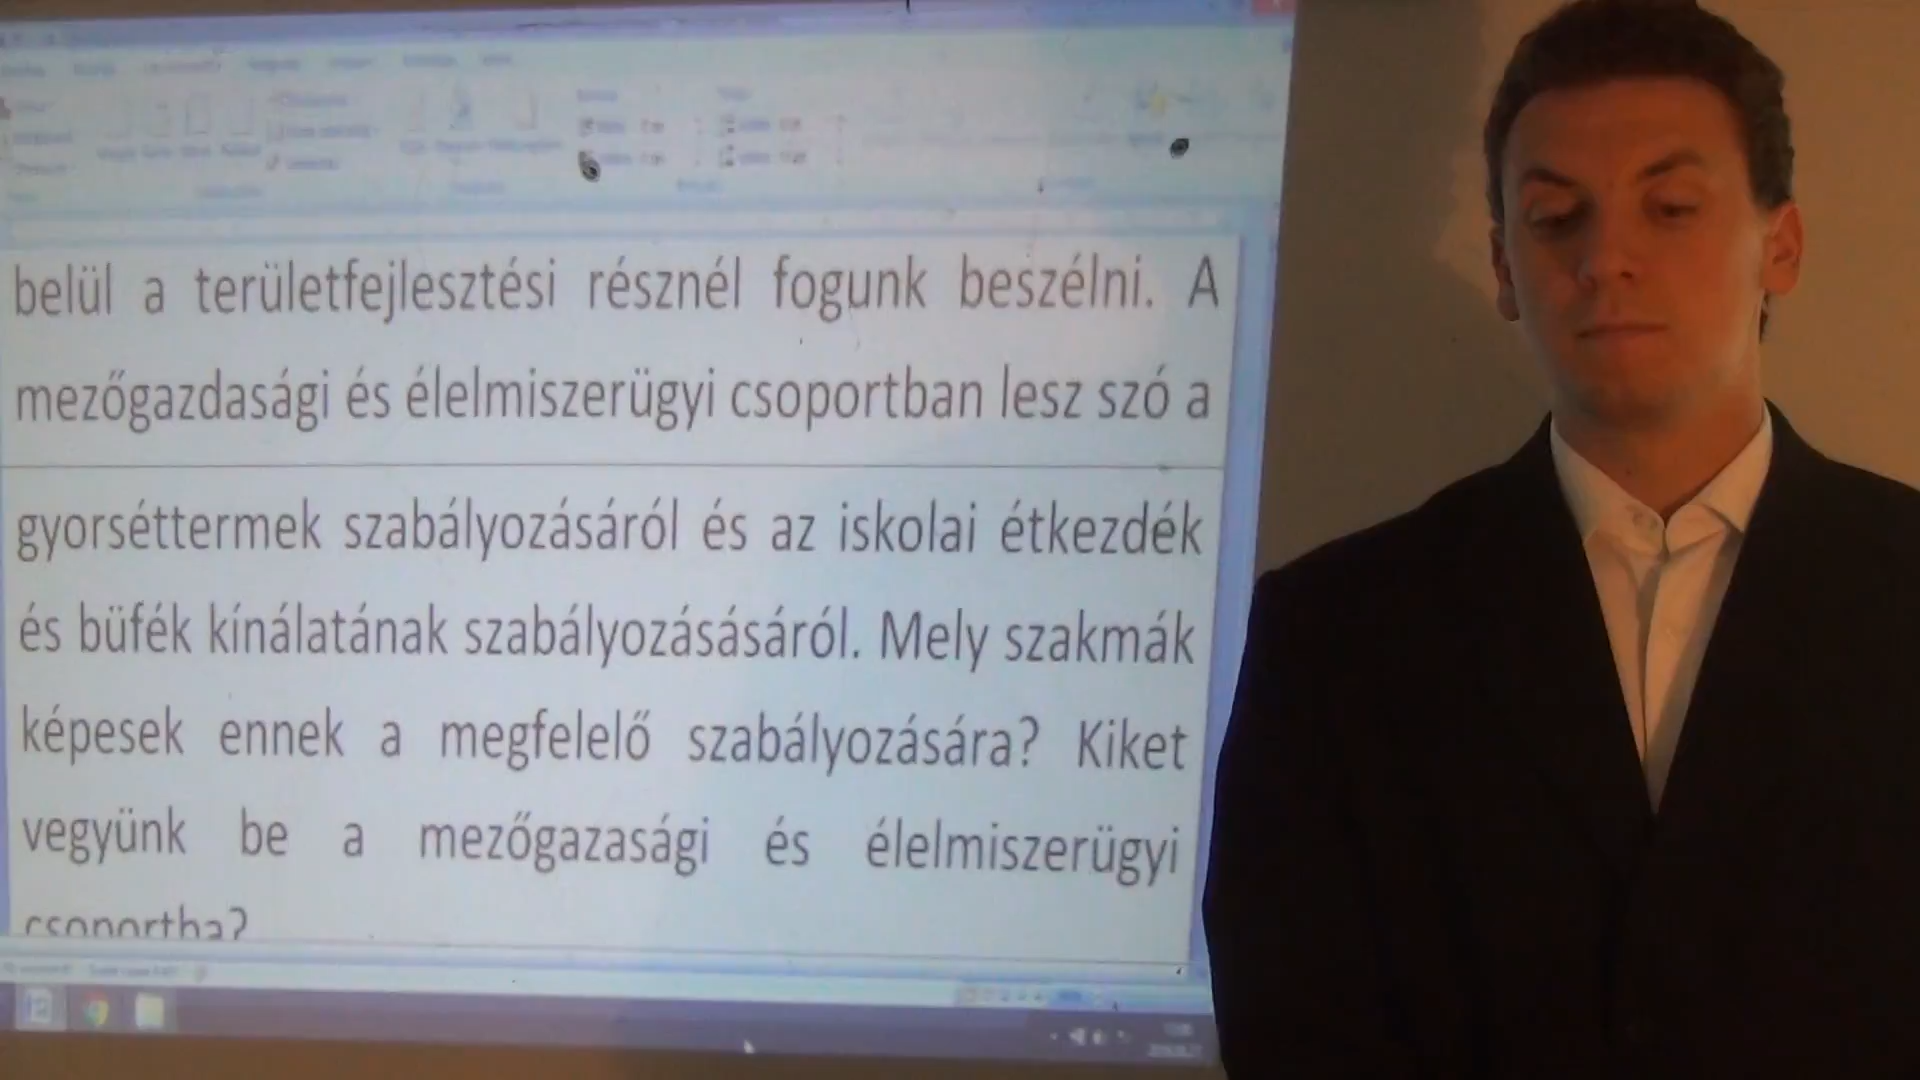 belül a területfejlesztési résznél fogunk beszélni. A
mezőgazdasági és élelmiszerügyi csoportban lesz szó a
gyorséttermek szabályozásáról és az iskolai étkezdék
és büfék kínálatának szabályozásásáról. Mely szakmák
képesek ennek a megfelelő szabályozására? Kiket
vegyünk be a mezőgazasági és élelmiszerügyi
csoportba?